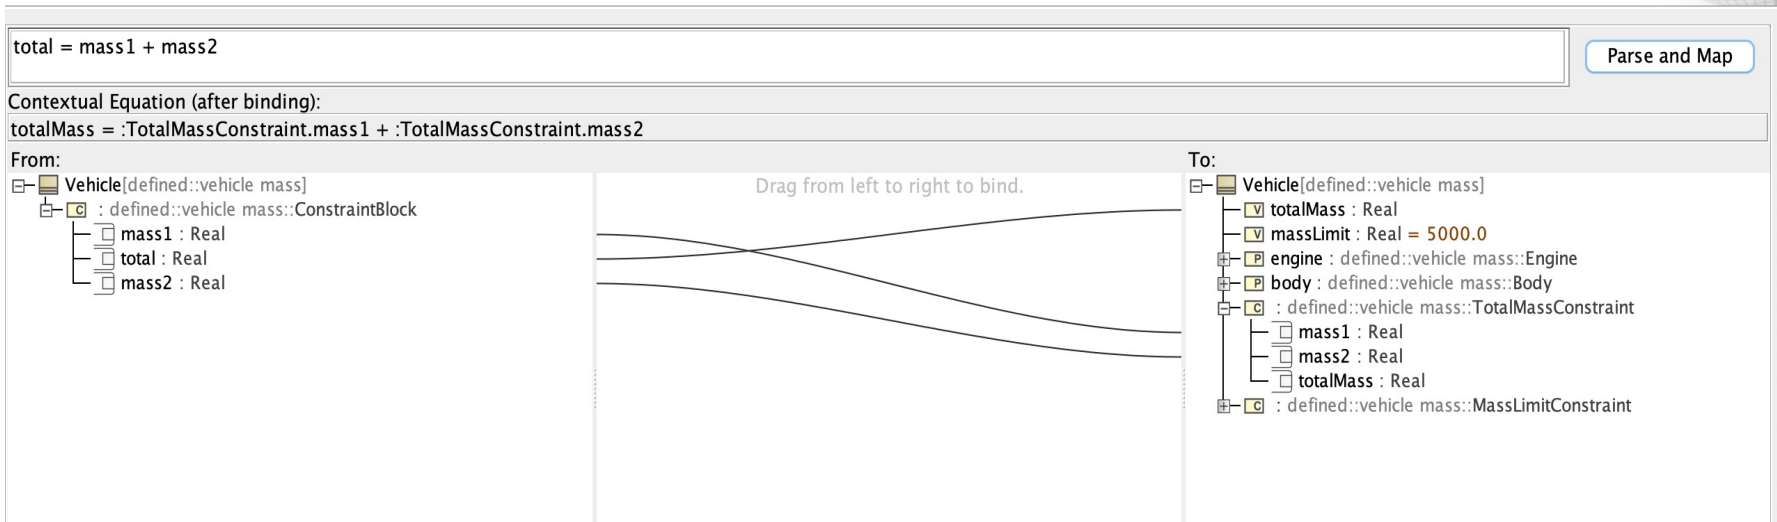 total = mass1 + mass2
Parse and Map
Contextual Equation (after binding):
totalMass = :TotalMassConstraint.mass1 + :TotalMassConstraint.mass2
From:
Vehicle[defined::vehicle mass]
C : defined::vehicle mass::ConstraintBlock
mass1 : Real
total : Real
mass2 : Real
Drag from left to right to bind.
To:
Vehicle[defined::vehicle mass]
V totalMass : Real
V massLimit : Real = 5000.0
P engine : defined::vehicle mass::Engine
P body : defined::vehicle mass::Body
C : defined::vehicle mass::TotalMassConstraint
mass1 : Real
mass2 : Real
totalMass : Real
C : defined::vehicle mass::MassLimitConstraint